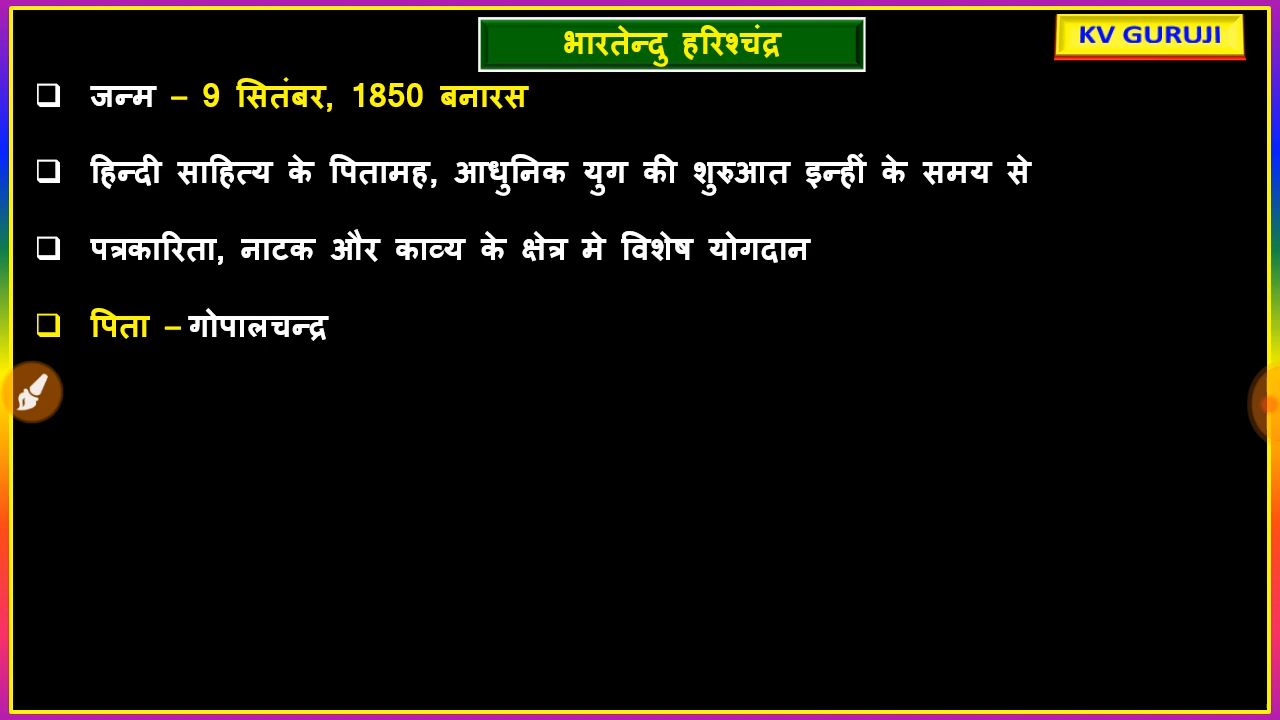 भारतेन्दु हरिश्चंद्र
KV GURUJI
❑ जन्म – 9 सितंबर, 1850 बनारस
❑ हिन्दी साहित्य के पितामह, आधुनिक युग की शुरुआत इन्हीं के समय से
❑ पत्रकारिता, नाटक और काव्य के क्षेत्र मे विशेष योगदान
❑ पिता – गोपालचन्द्र